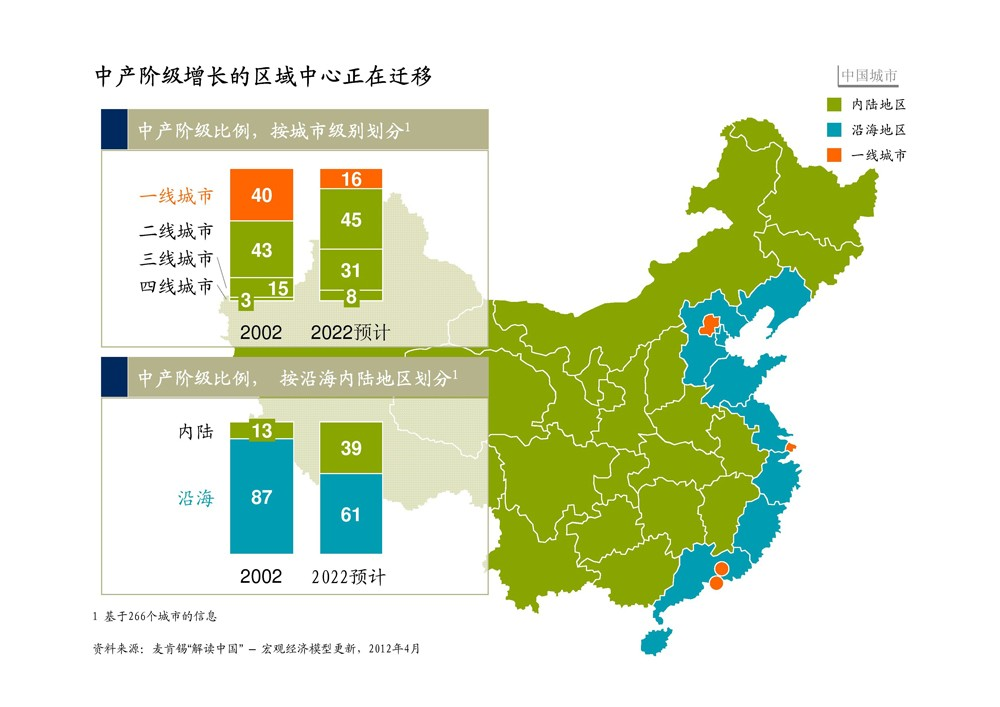 中产阶级增长的区域中心正在迁移
中国城市
内陆地区
沿海地区
一线城市
中产阶级比例，按城市级别划分1
一线城市 40 16
二线城市 43 45
三线城市 15 31
四线城市 3 8
2002 2022预计
中产阶级比例， 按沿海内陆地区划分1
内陆 13 39
沿海 87 61
2002 2022预计
1 基于266个城市的信息
资料来源：麦肯锡“解读中国” – 宏观经济模型更新，2012年4月